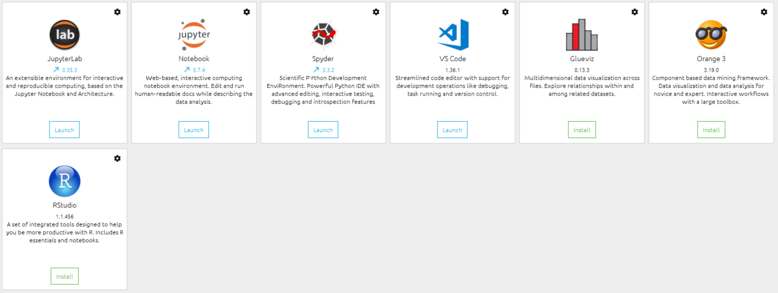 lab
JupyterLab
0.35.3
An extensible environment for interactive
and reproducible computing, based on the
Jupyter Notebook and Architecture.
Launch
jupyter
Notebook
5.7.4
Web-based, interactive computing
notebook environment. Edit and run
human-readable docs while describing the
data analysis.
Launch
Spyder
3.3.2
Scientific PYthon Development
EnviRonment. Powerful Python IDE with
advanced editing, interactive testing,
debugging and introspection features
Launch
VS Code
1.36.1
Streamlined code editor with support for
development operations like debugging,
task running and version control.
Launch
Glueviz
0.13.3
Multidimensional data visualization across
files. Explore relationships within and
among related datasets.
Install
Orange 3
3.19.0
Component based data mining framework.
Data visualization and data analysis for
novice and expert. Interactive workflows
with a large toolbox.
Install
R
RStudio
1.1.456
A set of integrated tools designed to help
you be more productive with R. Includes R
essentials and notebooks.
Install